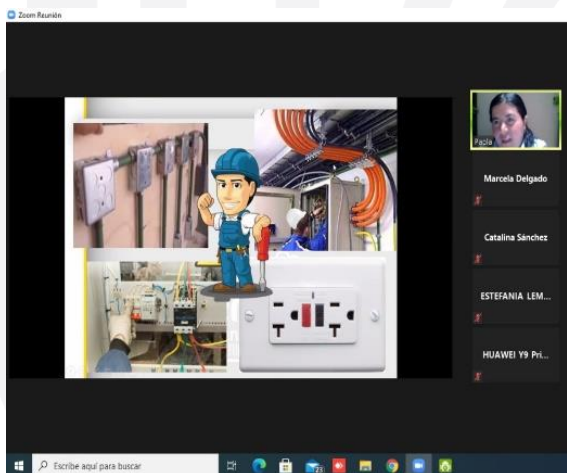 Zoom Reunión
Paola
Marcela Delgado
Catalina Sánchez
ESTEFANIA LEM...
HUAWEI Y9 Pri...
Escribe aquí para buscar